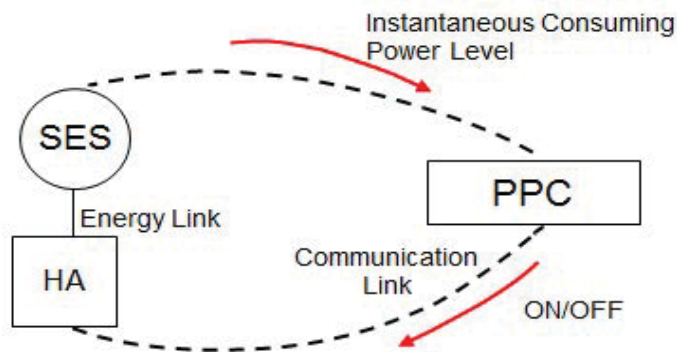 Instantaneous Consuming
Power Level
SES
PPC
Energy Link
HA
Communication
Link
ON/OFF